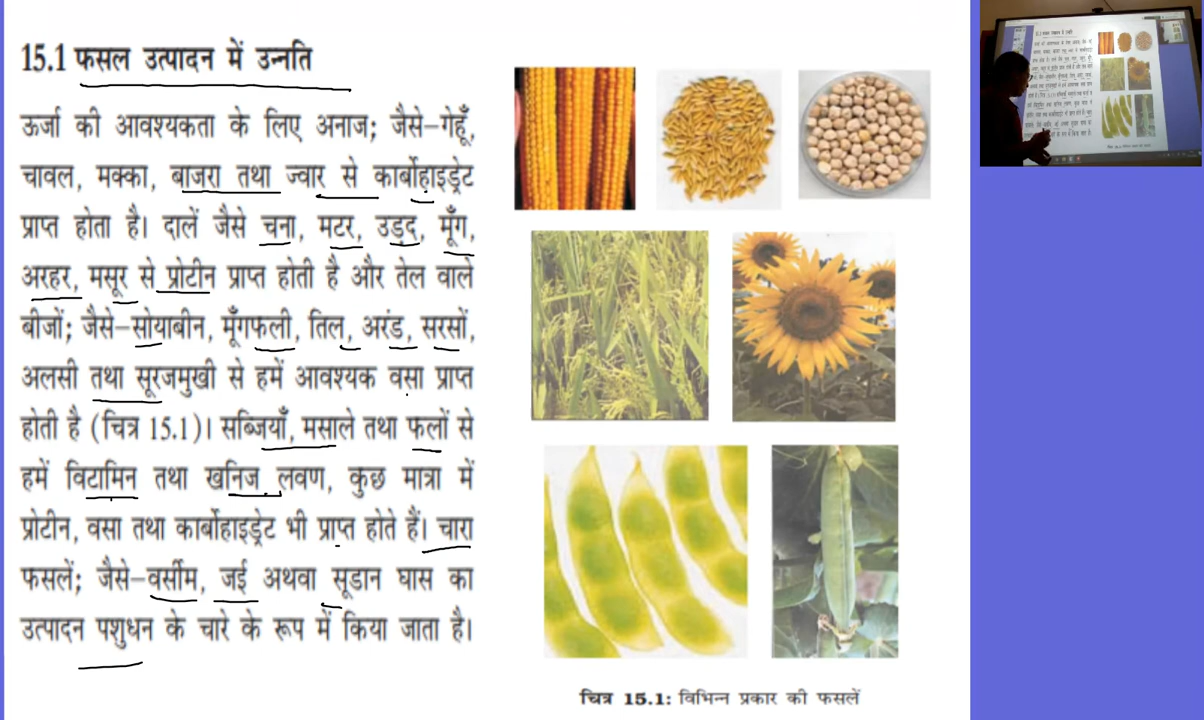 15.1 फसल उत्पादन में उन्नति
ऊर्जा की आवश्यकता के लिए अनाज; जैसे–गेहूँ,
चावल, मक्का, बाजरा तथा ज्वार से कार्बोहाइड्रेट
प्राप्त होता है। दालें जैसे चना, मटर, उड़द, मूँग,
अरहर, मसूर से प्रोटीन प्राप्त होती है और तेल वाले
बीजों; जैसे–सोयाबीन, मूँगफली, तिल, अरंड, सरसों,
अलसी तथा सूरजमुखी से हमें आवश्यक वसा प्राप्त
होती है (चित्र 15.1)। सब्जियाँ, मसाले तथा फलों से
हमें विटामिन तथा खनिज लवण, कुछ मात्रा में
प्रोटीन, वसा तथा कार्बोहाइड्रेट भी प्राप्त होते हैं। चारा
फसलें; जैसे–वर्सीम, जई अथवा सूडान घास का
उत्पादन पशुधन के चारे के रूप में किया जाता है।
चित्र 15.1: विभिन्न प्रकार की फसलें